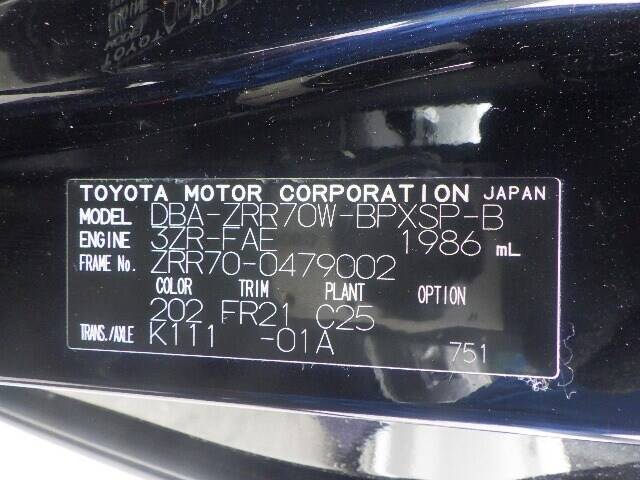 TOYOTA MOTOR CORPORATION JAPAN
MODEL DBA-ZRR70W-BPXSP-B
ENGINE 3ZR-FAE 1986 mL
FRAME No. ZRR70-0479002
COLOR TRIM PLANT OPTION
202 FR21 C25
TRANS./AXLE K111 -01A 751